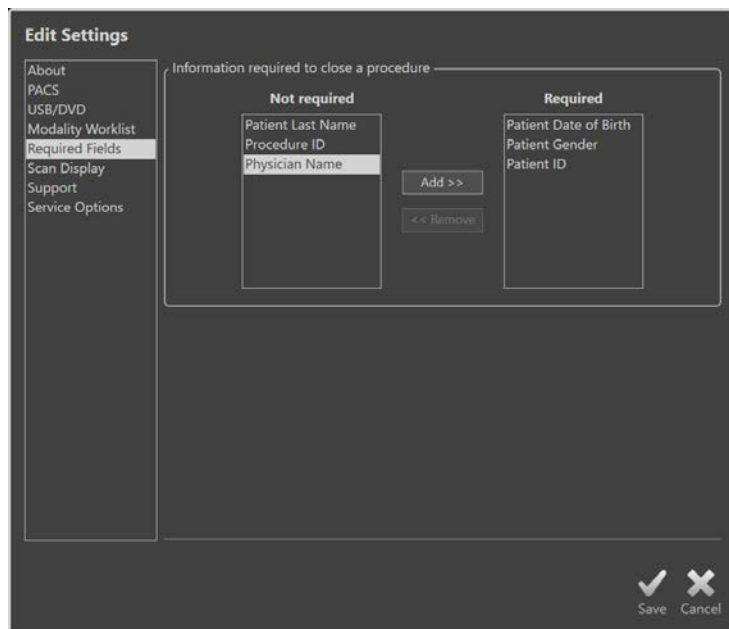 Edit Settings
About
PACS
USB/DVD
Modality Worklist
Required Fields
Scan Display
Support
Service Options
Information required to close a procedure
Not required
Patient Last Name
Procedure ID
Physician Name
Add >>
<< Remove
Required
Patient Date of Birth
Patient Gender
Patient ID
Save
Cancel